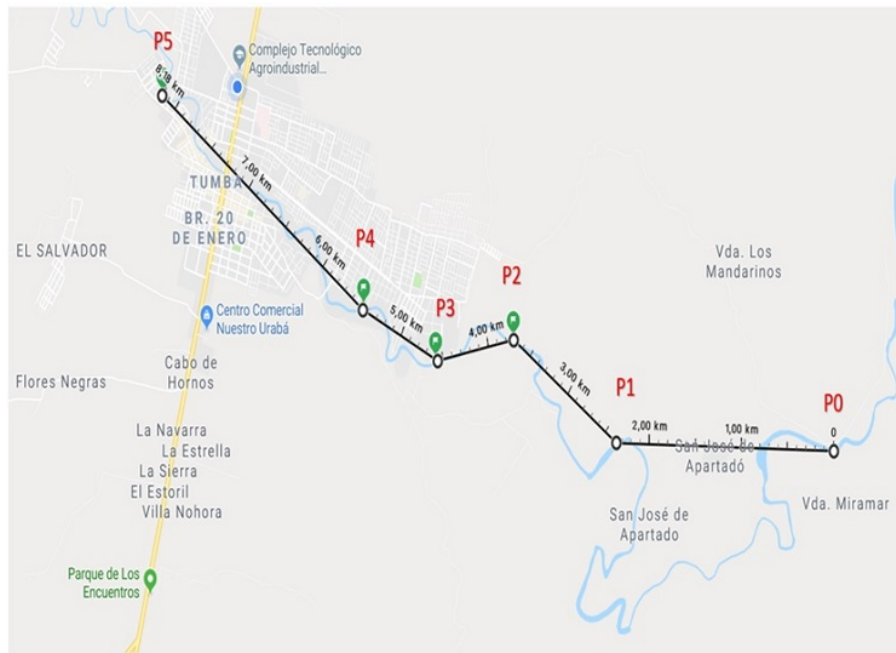 P5
Complejo Tecnológico
Agroindustrial...
8,18 km
7,00 km
TUMBA
BR. 20
DE ENERO
6,00 km
P4
EL SALVADOR
Vda. Los
Mandarinos
P2
Centro Comercial
Nuestro Urabá
5,00 km
P3
4,00 km
Cabo de
Hornos
Flores Negras
3,00 km
P1
P0
La Navarra
La Estrella
La Sierra
El Estoril
Villa Nohora
2,00 km
1,00 km
0
San José de
Apartadó
Vda. Miramar
San José de
Apartado
Parque de Los
Encuentros